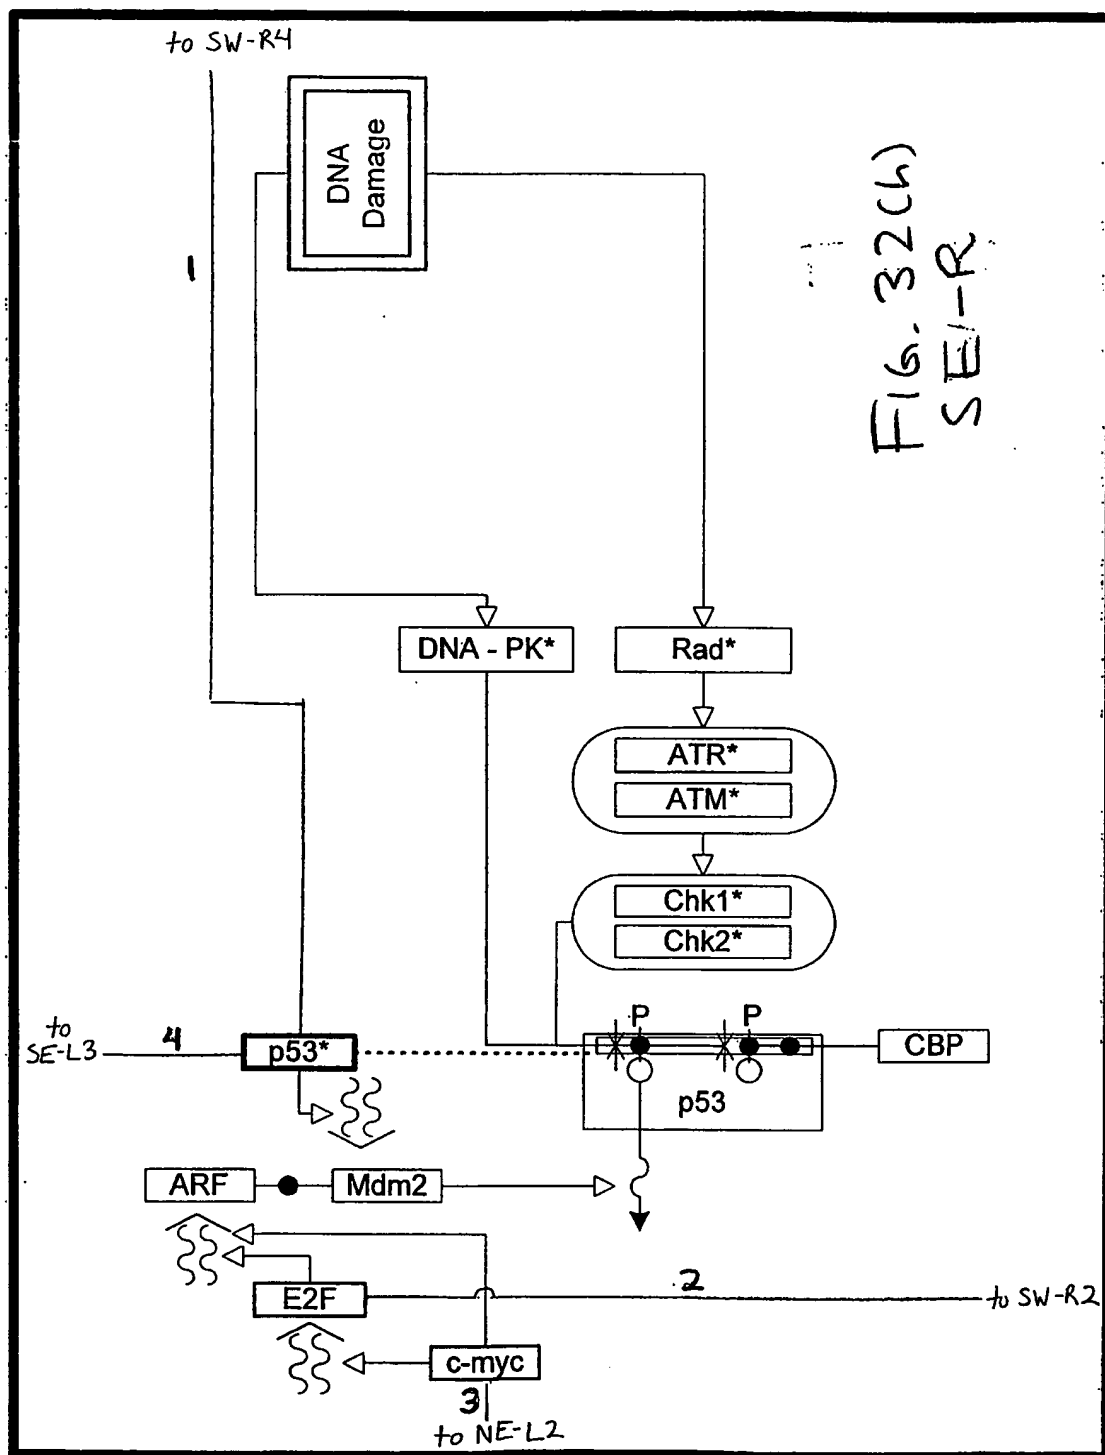 to SW-R4
DNA
Damage
FIG. 32(h)
SE-R
1
DNA - PK*
Rad*
ATR*
ATM*
Chk1*
Chk2*
to
SE-L3
4
p53*
P
P
CBP
p53
ARF
Mdm2
E2F
2
to SW-R2
c-myc
3
to NE-L2